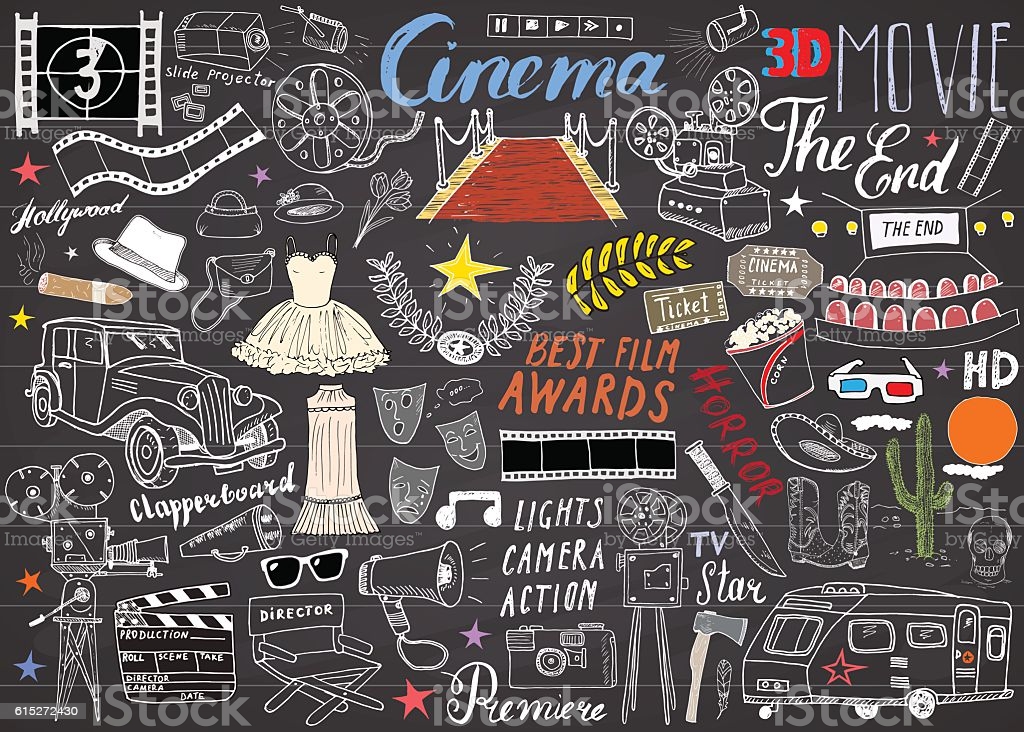 3
Slide Projector
Cinema
3D MOVIE
The End
Hollywood
THE END
CINEMA
TICKET
Ticket
CINEMA
CORN
BEST FILM
AWARDS
HORROR
HD
Clapperboard
LIGHTS
CAMERA
ACTION
TV
Star
DIRECTOR
PRODUCTION
ROLL SCENE TAKE
DIRECTOR
CAMERA
DATE
Premiere
iStock
by Getty Images
615272430